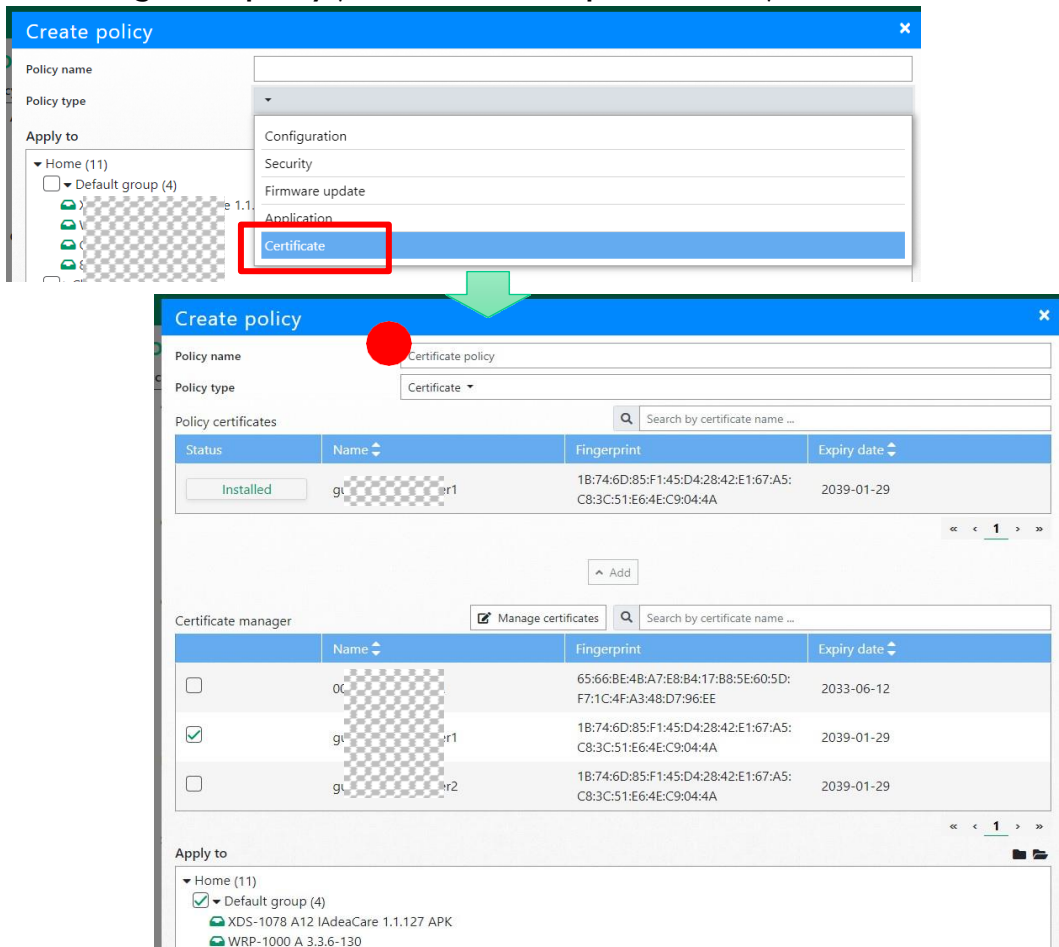 Create policy ×
Policy name
Policy type
Apply to
Configuration
Security
Firmware update
Application
Certificate
Home (11)
Default group (4)
e 1.1.
Create policy ×
Policy name Certificate policy
Policy type Certificate
Policy certificates Search by certificate name ...
Status Name Fingerprint Expiry date
Installed er1 1B:74:6D:85:F1:45:D4:28:42:E1:67:A5: 2039-01-29
C8:3C:51:E6:4E:C9:04:4A
« ‹ 1 › »
Add
Certificate manager Manage certificates Search by certificate name ...
Name Fingerprint Expiry date
65:66:BE:4B:A7:E8:B4:17:B8:5E:60:5D: 2033-06-12
F7:1C:4F:A3:48:D7:96:EE
er1 1B:74:6D:85:F1:45:D4:28:42:E1:67:A5: 2039-01-29
C8:3C:51:E6:4E:C9:04:4A
er2 1B:74:6D:85:F1:45:D4:28:42:E1:67:A5: 2039-01-29
C8:3C:51:E6:4E:C9:04:4A
« ‹ 1 › »
Apply to
Home (11)
Default group (4)
XDS-1078 A12 IAdeaCare 1.1.127 APK
WRP-1000 A 3.3.6-130